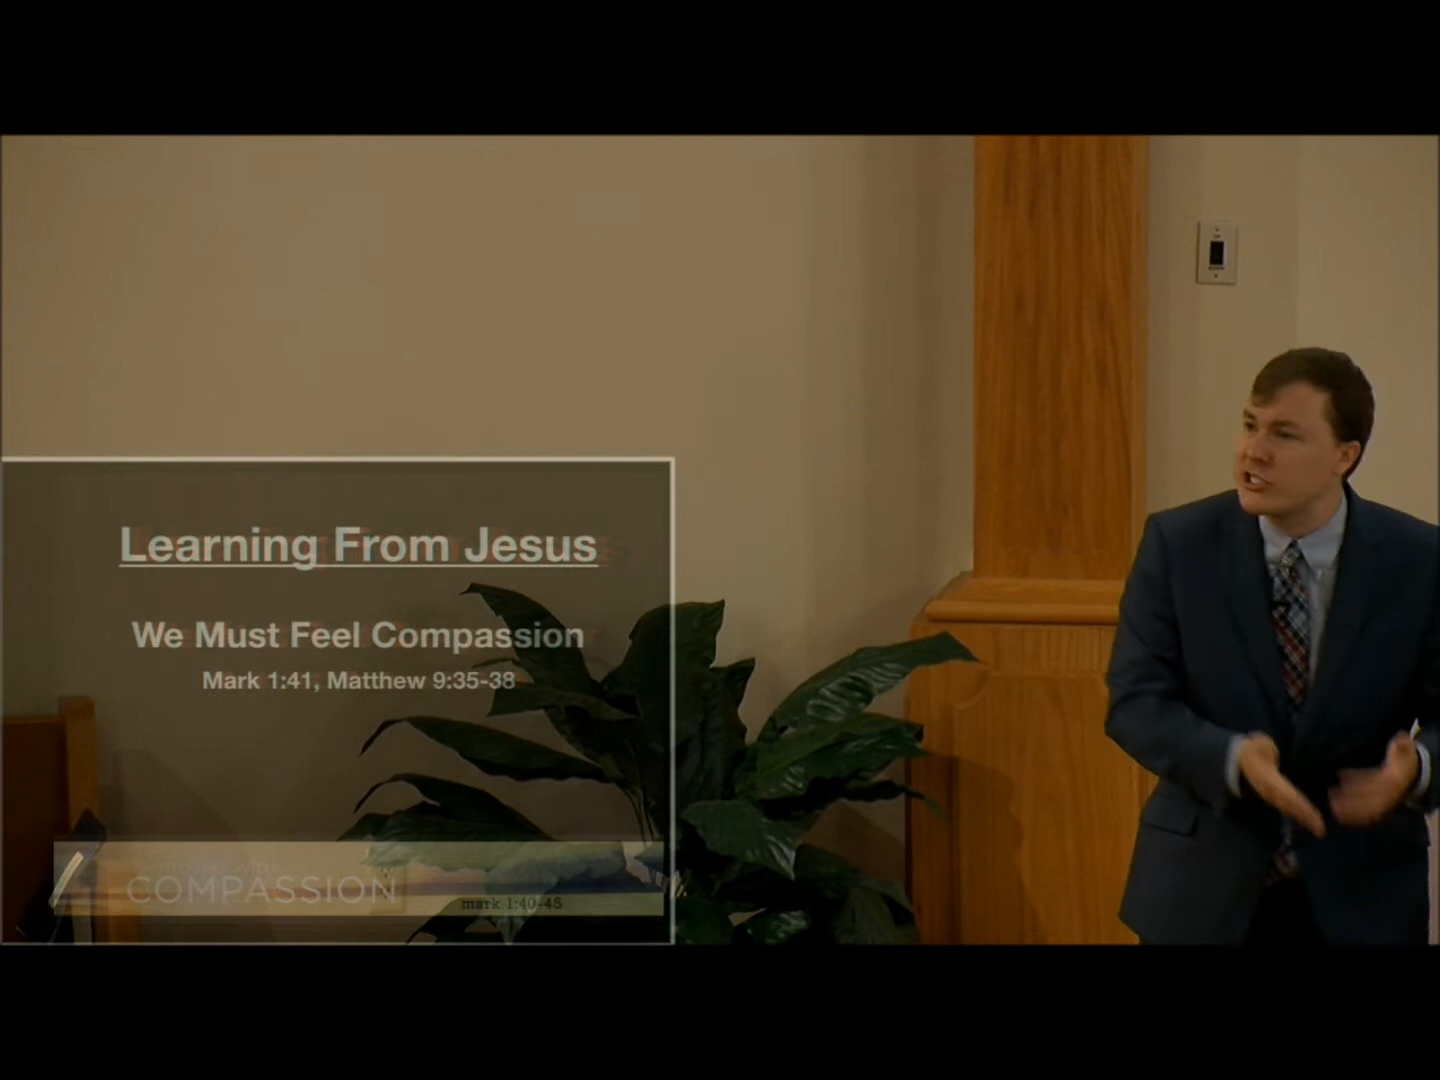 Learning From Jesus
We Must Feel Compassion
Mark 1:41, Matthew 9:35-38
COMPASSION
mark 1:40-45